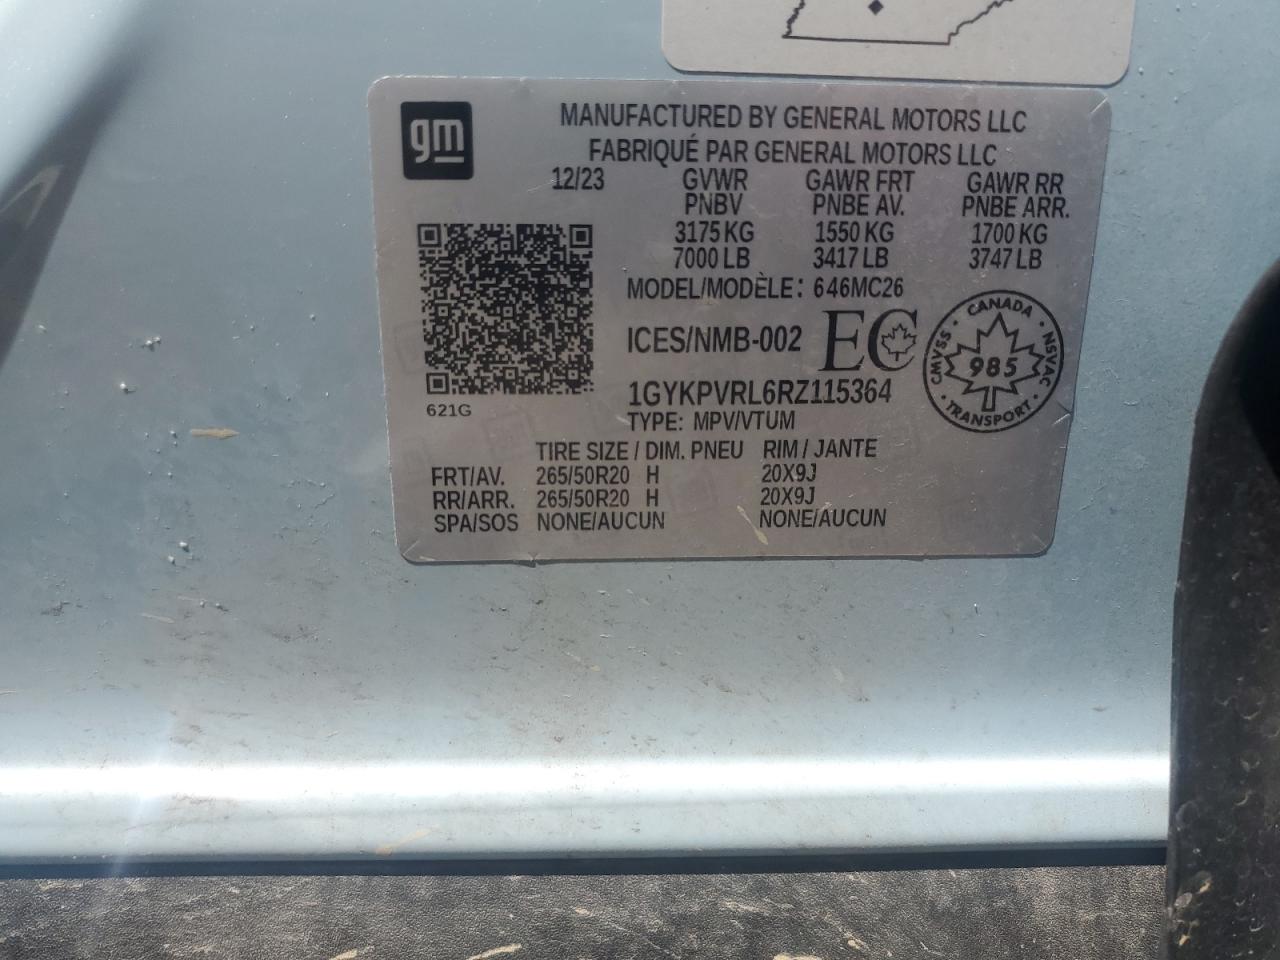 gm
MANUFACTURED BY GENERAL MOTORS LLC
FABRIQUÉ PAR GENERAL MOTORS LLC
12/23 GVWR GAWR FRT GAWR RR
PNBV PNBE AV. PNBE ARR.
3175 KG 1550 KG 1700 KG
7000 LB 3417 LB 3747 LB
MODEL/MODÈLE: 646MC26
ICES/NMB-002 EC
CANADA
CMVSS 985 NSVAC
TRANSPORT
1GYKPVRL6RZ115364
621G
TYPE: MPV/VTUM
TIRE SIZE / DIM. PNEU RIM / JANTE
FRT/AV. 265/50R20 H 20X9J
RR/ARR. 265/50R20 H 20X9J
SPA/SOS NONE/AUCUN NONE/AUCUN